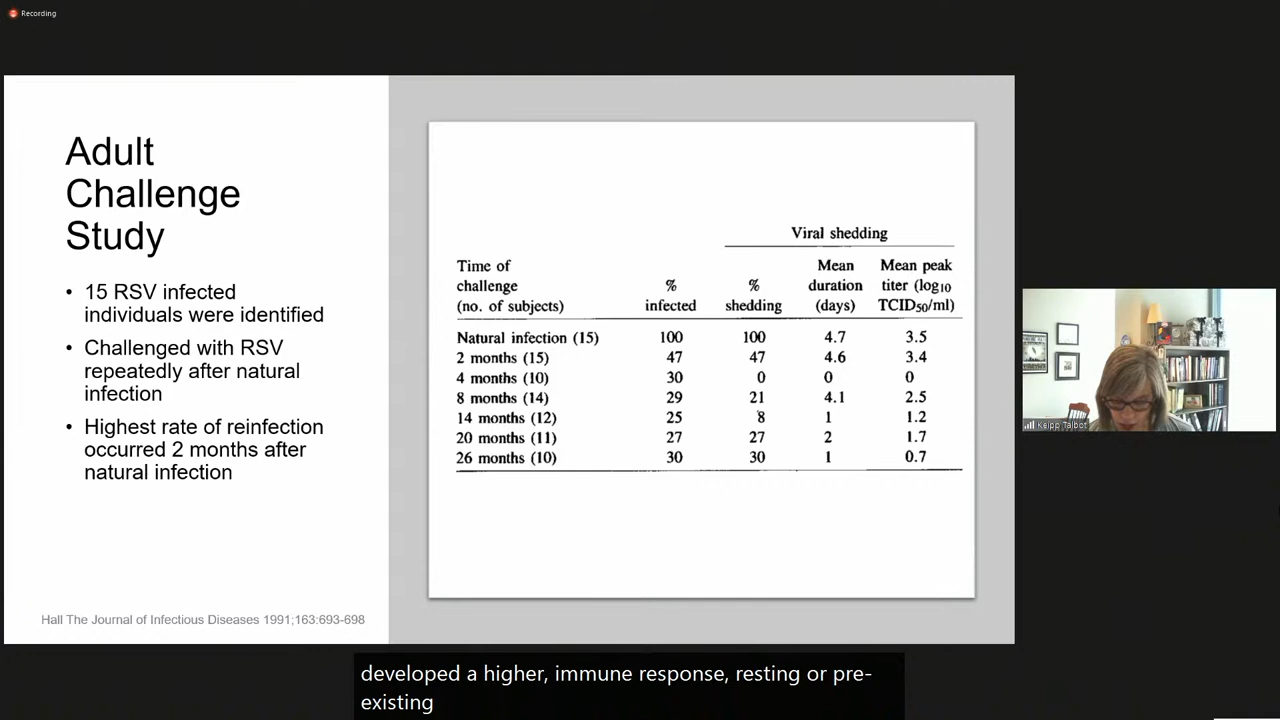 Recording
Adult
Challenge
Study
• 15 RSV infected
individuals were identified
• Challenged with RSV
repeatedly after natural
infection
• Highest rate of reinfection
occurred 2 months after
natural infection
Hall The Journal of Infectious Diseases 1991;163:693-698
Viral shedding
Time of
challenge
(no. of subjects)
%
infected
%
shedding
Mean
duration
(days)
Mean peak
titer (log10
TCID50/ml)
Natural infection (15) 100 100 4.7 3.5
2 months (15) 47 47 4.6 3.4
4 months (10) 30 0 0 0
8 months (14) 29 21 4.1 2.5
14 months (12) 25 8 1 1.2
20 months (11) 27 27 2 1.7
26 months (10) 30 30 1 0.7
Keipp Talbot
developed a higher, immune response, resting or pre-
existing